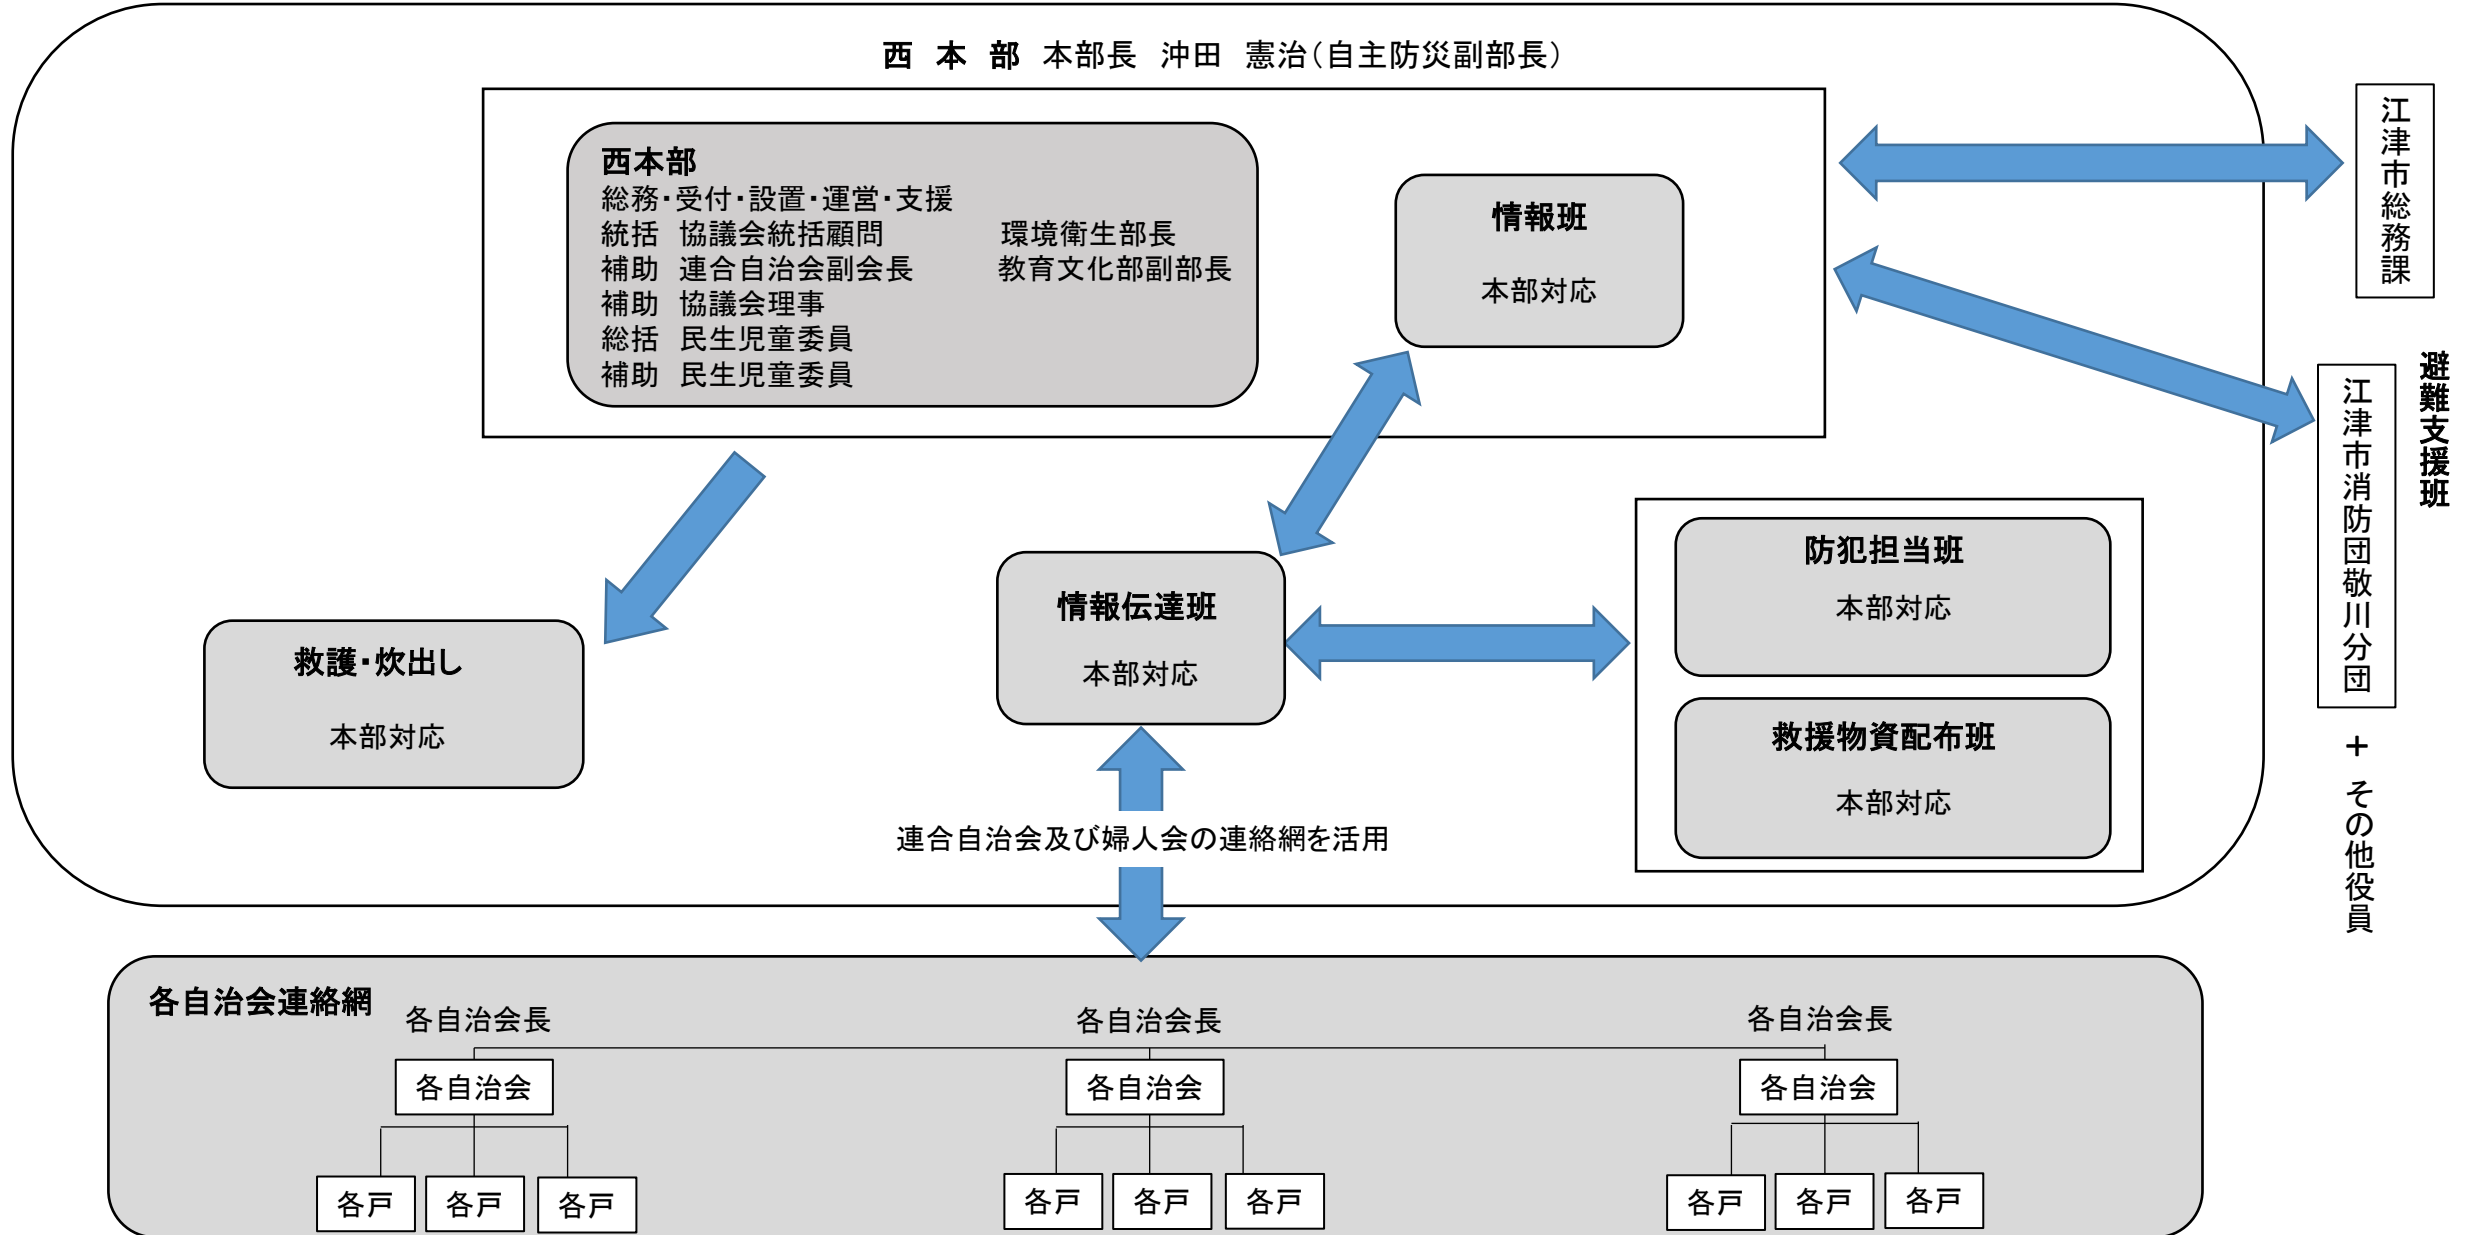 西　本　部　本部長　沖田　憲治（自主防災副部長）
西本部
総務・受付・設置・運営・支援
統括　協議会統括顧問　　　　環境衛生部長
補助　連合自治会副会長　　　教育文化部副部長
補助　協議会理事
総括　民生児童委員
補助　民生児童委員
情報班
本部対応
江津市総務課
避難支援班
江津市消防団敬川分団
＋　その他役員
防犯担当班
本部対応
救援物資配布班
本部対応
情報伝達班
本部対応
救護・炊出し
本部対応
連合自治会及び婦人会の連絡網を活用
各自治会連絡網
各自治会長　各自治会長　各自治会長
各自治会　各自治会　各自治会
各戸　各戸　各戸　各戸　各戸　各戸　各戸　各戸　各戸